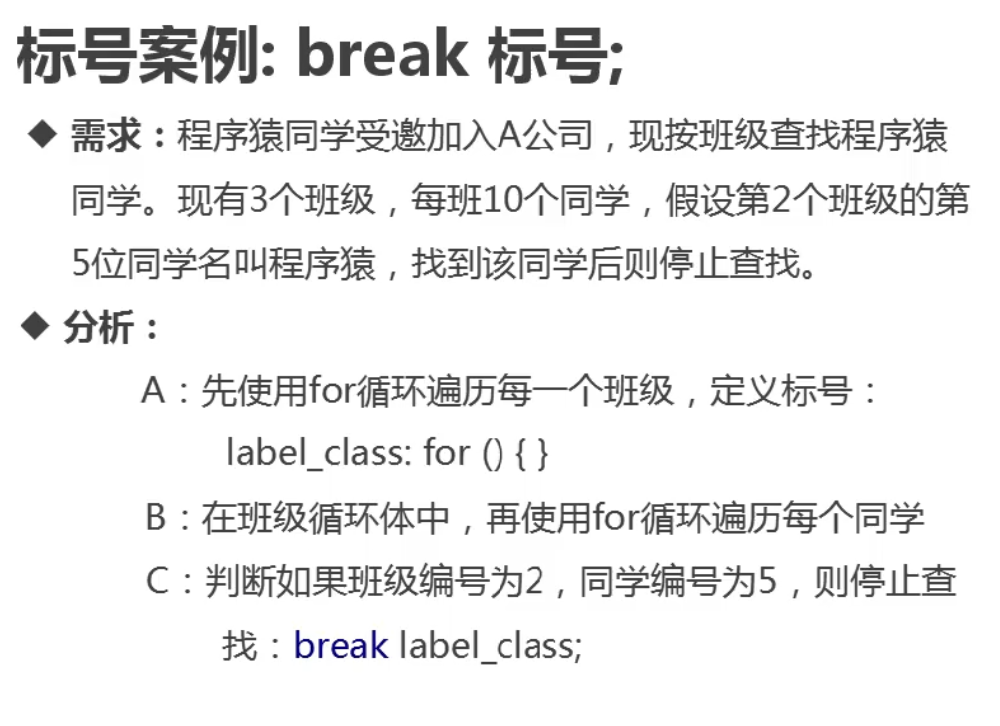 标号案例: break 标号;
◆ 需求：程序猿同学受邀加入A公司，现按班级查找程序猿
同学。现有3个班级，每班10个同学，假设第2个班级的第
5位同学名叫程序猿，找到该同学后则停止查找。
◆ 分析：
A：先使用for循环遍历每一个班级，定义标号：
label_class: for () { }
B：在班级循环体中，再使用for循环遍历每个同学
C：判断如果班级编号为2，同学编号为5，则停止查
找：break label_class;